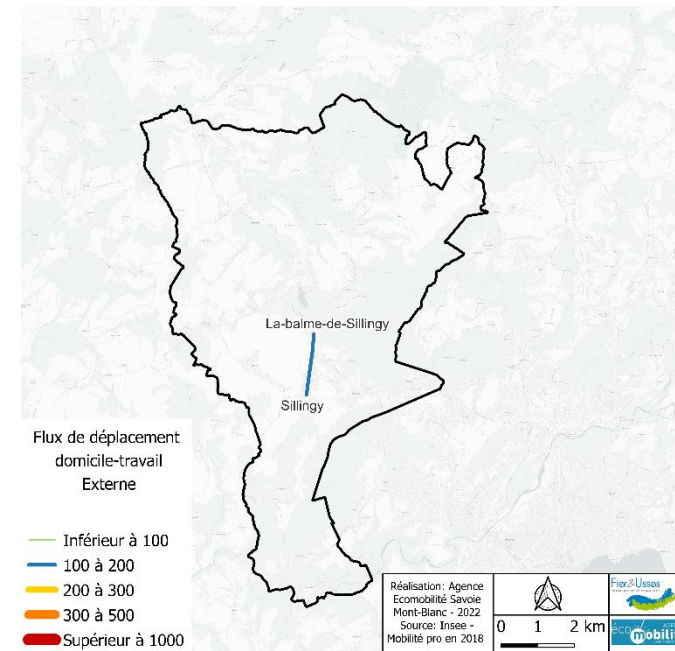 La-balme-de-Sillingy
Sillingy
Flux de déplacement
domicile-travail
Externe
Inférieur à 100
100 à 200
200 à 300
300 à 500
Supérieur à 1000
Réalisation: Agence
Ecomobilité Savoie
Mont-Blanc - 2022
Source: Insee -
Mobilité pro en 2018
0 1 2 km
Fier & Usses